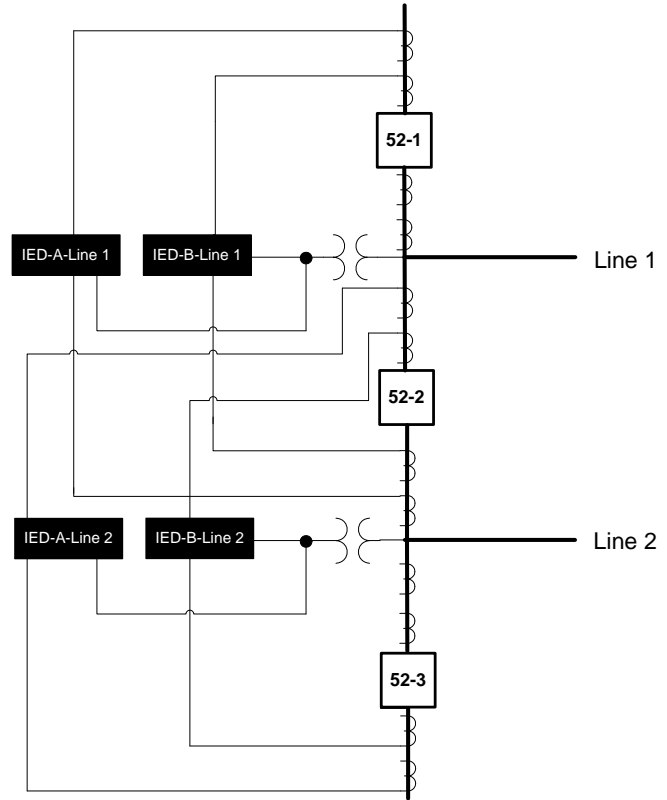 52-1
IED-A-Line 1
IED-B-Line 1
Line 1
52-2
IED-A-Line 2
IED-B-Line 2
Line 2
52-3